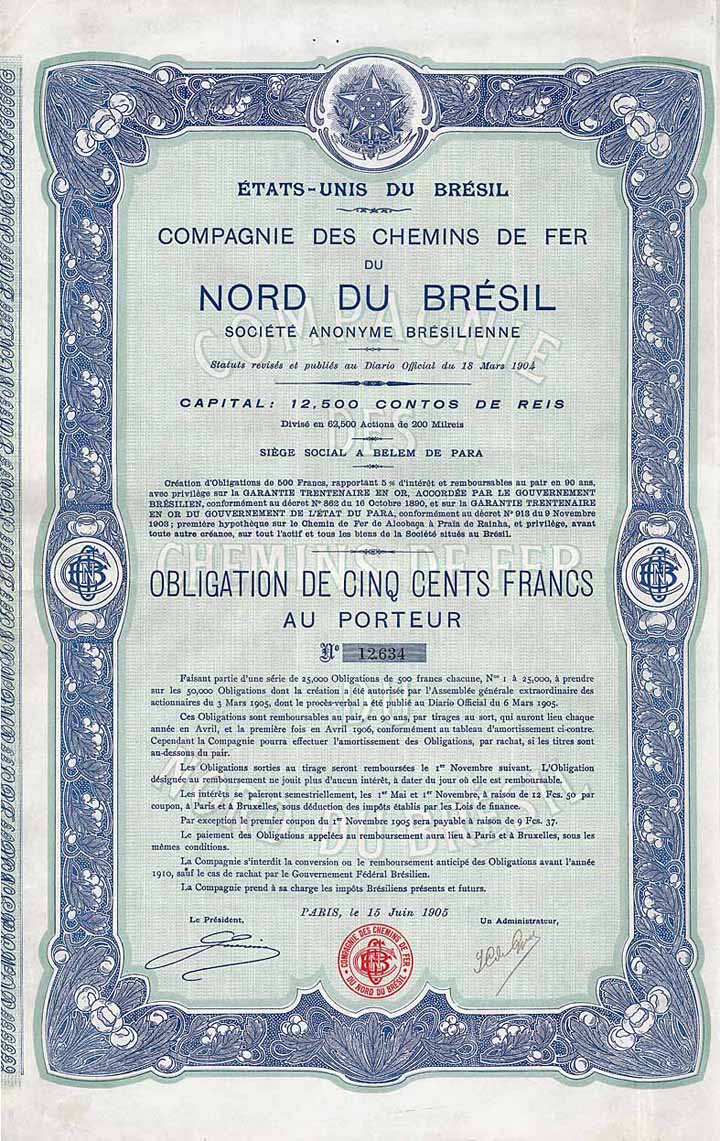 ÉTATS-UNIS DU BRÉSIL
COMPAGNIE DES CHEMINS DE FER
DU
NORD DU BRÉSIL
SOCIÉTÉ ANONYME BRÉSILIENNE
Statuts revisés et publiés au Diario Official du 18 Mars 1904
CAPITAL: 12,500 CONTOS DE REIS
Divisé en 62,500 Actions de 200 Milreis
SIÈGE SOCIAL A BELEM DE PARA
Création d'Obligations de 500 Francs, rapportant 5 % d'intérêt et remboursables au pair en 90 ans,
avec privilège sur la GARANTIE TRENTENAIRE EN OR, ACCORDÉE PAR LE GOUVERNEMENT
BRÉSILIEN, conformément au décret Nº 862 du 16 Octobre 1890, et sur la GARANTIE TRENTENAIRE
EN OR DU GOUVERNEMENT DE L'ÉTAT DU PARA, conformément au décret Nº 913 du 9 Novembre
1903; première hypothèque sur le Chemin de Fer de Alcobaça à Praïa de Rainha, et privilège, avant
toute autre créance, sur tout l'actif et tous les biens de la Société situés au Brésil.
OBLIGATION DE CINQ CENTS FRANCS
AU PORTEUR
Nº 12.634
Faisant partie d'une série de 25,000 Obligations de 500 francs chacune, Nos 1 à 25,000, à prendre
sur les 50,000 Obligations dont la création a été autorisée par l'Assemblée générale extraordinaire des
actionnaires du 3 Mars 1905, dont le procès-verbal a été publié au Diario Official du 6 Mars 1905.
Ces Obligations sont remboursables au pair, en 90 ans, par tirages au sort, qui auront lieu chaque
année en Avril, et la première fois en Avril 1906, conformément au tableau d'amortissement ci-contre.
Cependant la Compagnie pourra effectuer l'amortissement des Obligations, par rachat, si les titres sont
au-dessous du pair.
Les Obligations sorties au tirage seront remboursées le 1er Novembre suivant. L'Obligation
désignée au remboursement ne jouit plus d'aucun intérêt, à dater du jour où elle est remboursable.
Les intérêts se paieront semestriellement, les 1er Mai et 1er Novembre, à raison de 12 Fcs. 50 par
coupon, à Paris et à Bruxelles, sous déduction des impôts établis par les Lois de finance.
Par exception le premier coupon du 1er Novembre 1905 sera payable à raison de 9 Fcs. 37.
Le paiement des Obligations appelées au remboursement aura lieu à Paris et à Bruxelles, sous les
mêmes conditions.
La Compagnie s'interdit la conversion ou le remboursement anticipé des Obligations avant l'année
1910, sauf le cas de rachat par le Gouvernement Fédéral Brésilien.
La Compagnie prend à sa charge les impôts Brésiliens présents et futurs.
PARIS, le 15 Juin 1905
Le Président,
Un Administrateur,
COMPAGNIE DES CHEMINS DE FER
DU NORD DU BRÉSIL
COMPAGNIE
DES
CHEMINS DE FER
DU
NORD DU BRÉSIL